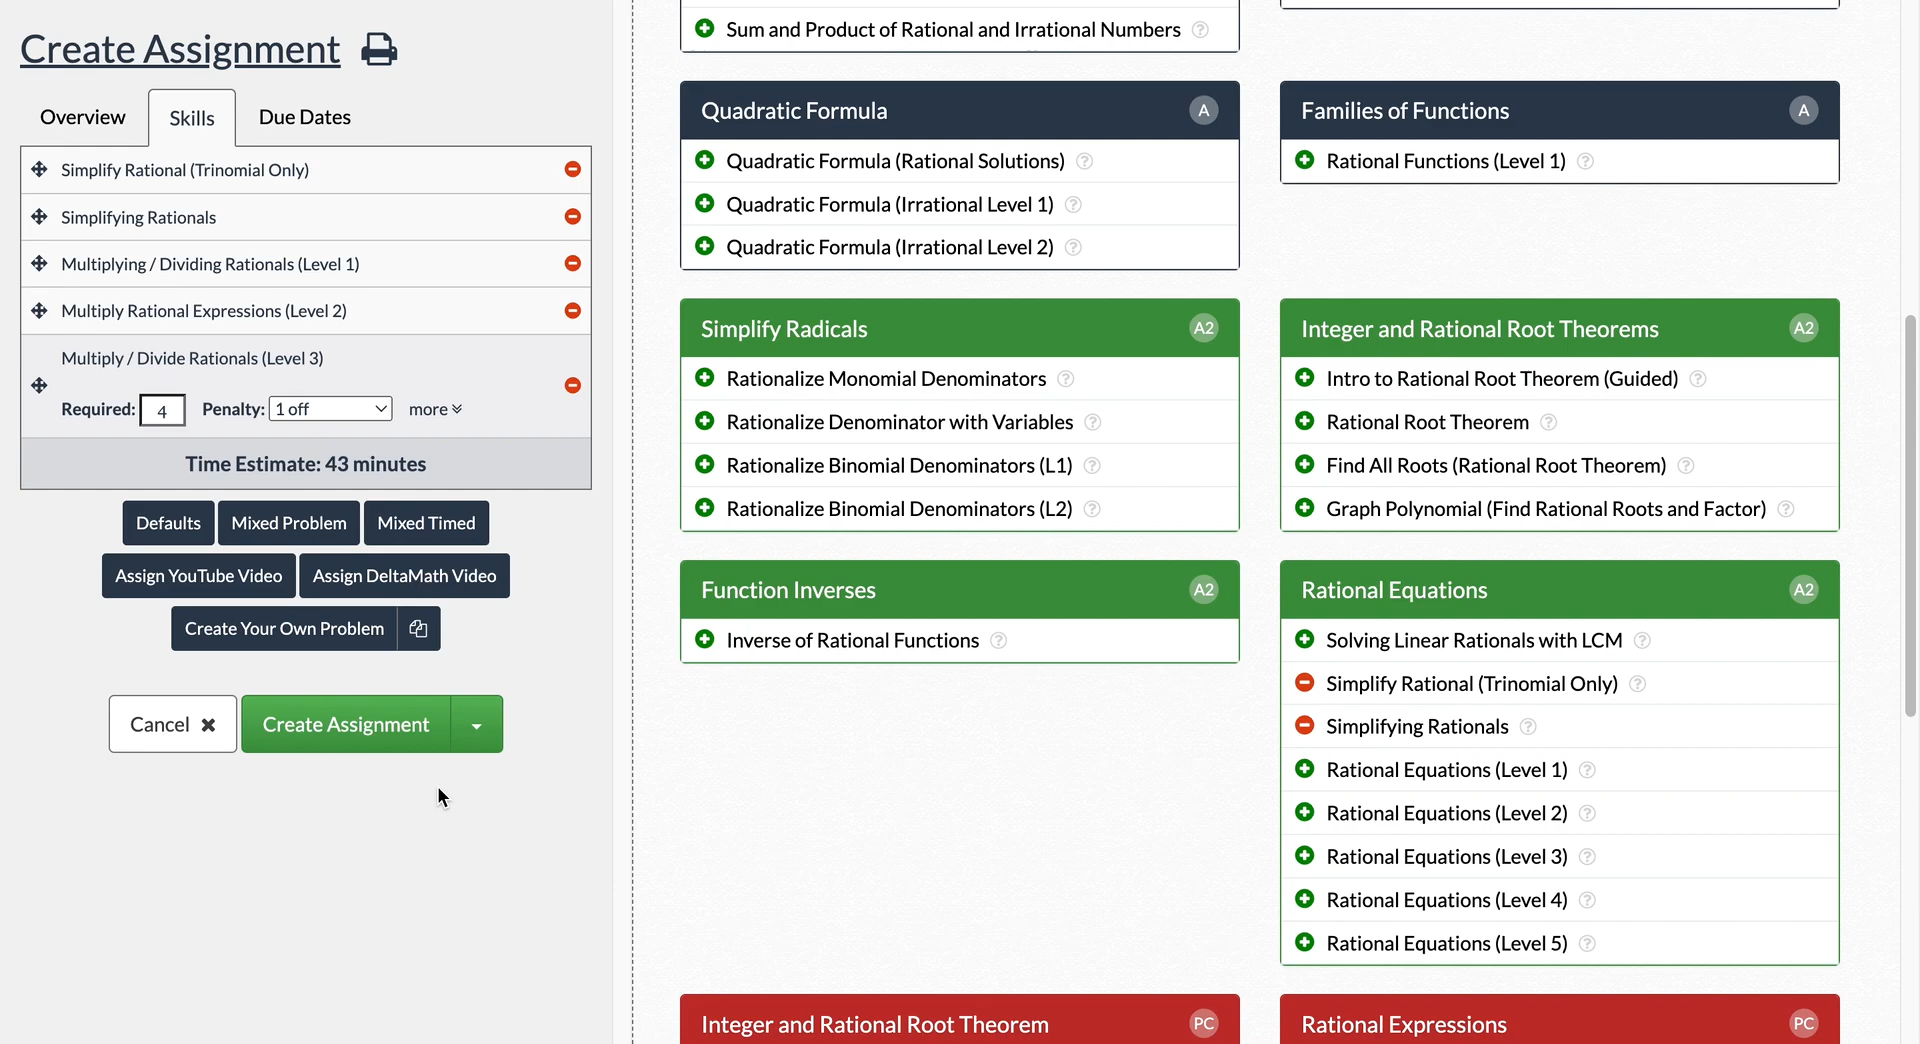 Create Assignment
Overview
Skills
Due Dates
Simplify Rational (Trinomial Only)
Simplifying Rationals
Multiplying / Dividing Rationals (Level 1)
Multiply Rational Expressions (Level 2)
Multiply / Divide Rationals (Level 3)
Required: 4 Penalty: 1 off more
Time Estimate: 43 minutes
Defaults
Mixed Problem
Mixed Timed
Assign YouTube Video
Assign DeltaMath Video
Create Your Own Problem
Cancel
Create Assignment
Sum and Product of Rational and Irrational Numbers ?
Quadratic Formula A
Quadratic Formula (Rational Solutions) ?
Quadratic Formula (Irrational Level 1) ?
Quadratic Formula (Irrational Level 2) ?
Families of Functions A
Rational Functions (Level 1) ?
Simplify Radicals A2
Rationalize Monomial Denominators ?
Rationalize Denominator with Variables ?
Rationalize Binomial Denominators (L1) ?
Rationalize Binomial Denominators (L2) ?
Integer and Rational Root Theorems A2
Intro to Rational Root Theorem (Guided) ?
Rational Root Theorem ?
Find All Roots (Rational Root Theorem) ?
Graph Polynomial (Find Rational Roots and Factor) ?
Function Inverses A2
Inverse of Rational Functions ?
Rational Equations A2
Solving Linear Rationals with LCM ?
Simplify Rational (Trinomial Only) ?
Simplifying Rationals ?
Rational Equations (Level 1) ?
Rational Equations (Level 2) ?
Rational Equations (Level 3) ?
Rational Equations (Level 4) ?
Rational Equations (Level 5) ?
Integer and Rational Root Theorem PC
Rational Expressions PC